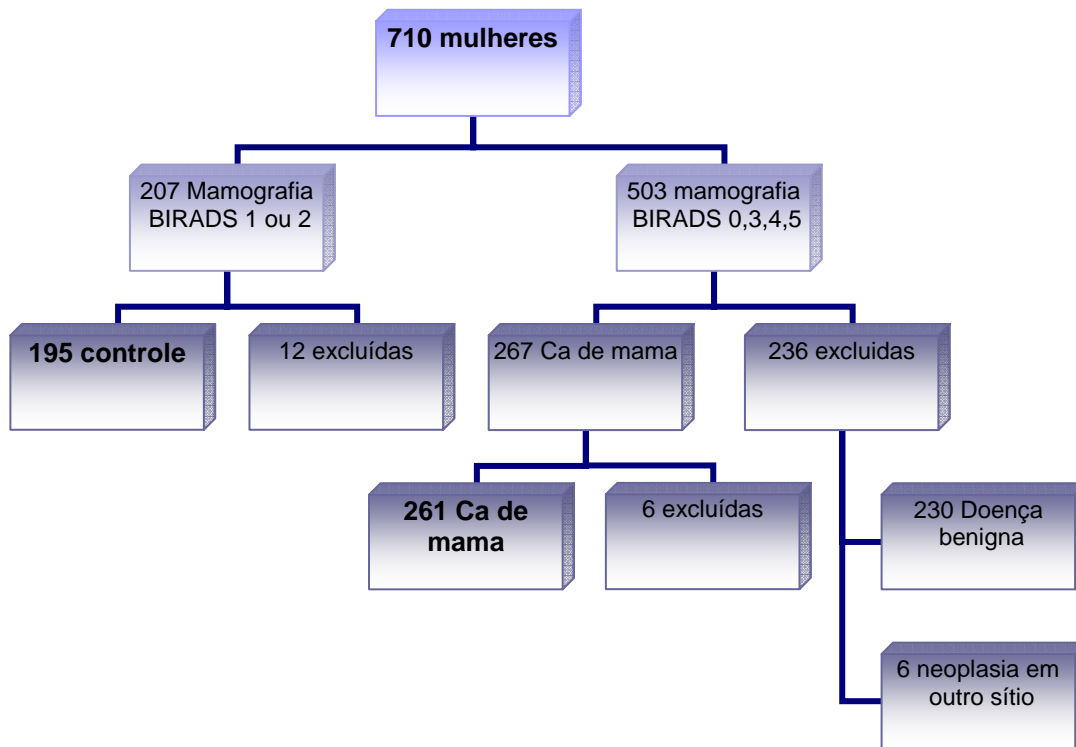 710 mulheres
207 Mamografia
BIRADS 1 ou 2
503 mamografia
BIRADS 0,3,4,5
195 controle
12 excluídas
267 Ca de mama
236 excluidas
261 Ca de
mama
6 excluídas
230 Doença
benigna
6 neoplasia em
outro sítio